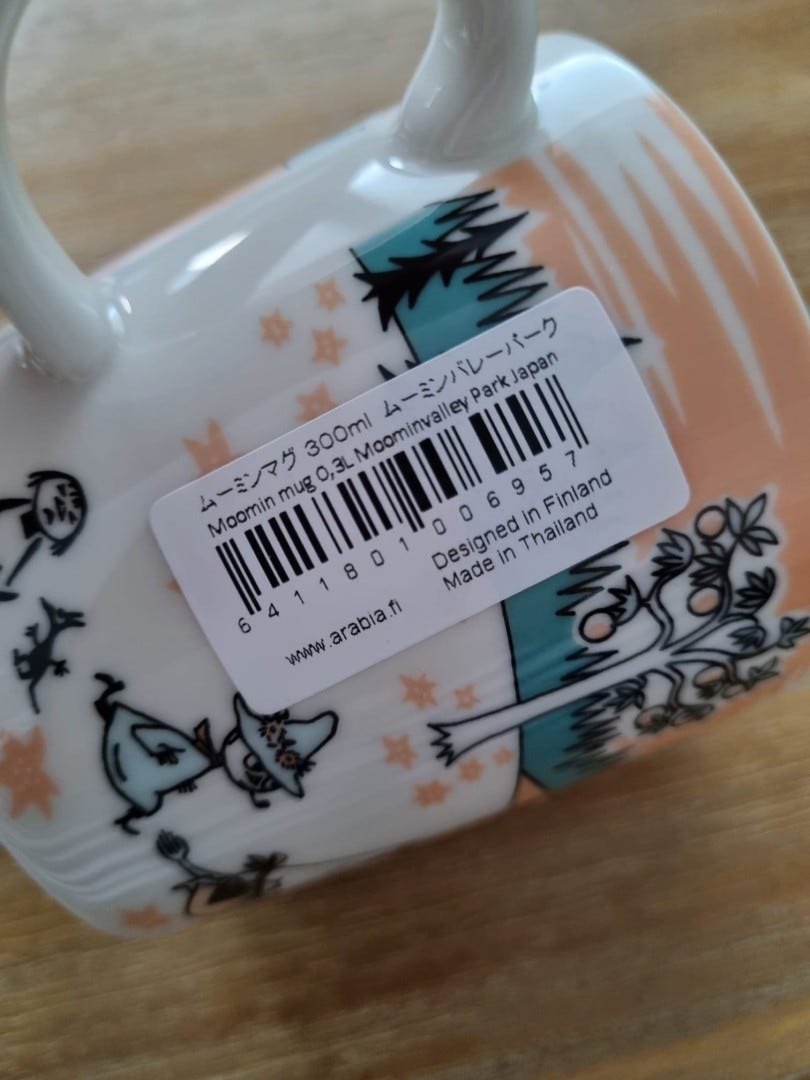 ムーミンマグ 300ml ムーミンバレーパーク
Moomin mug 0,3L Moominvalley Park Japan
6 411801 006957
Designed in Finland
Made in Thailand
www.arabia.fi